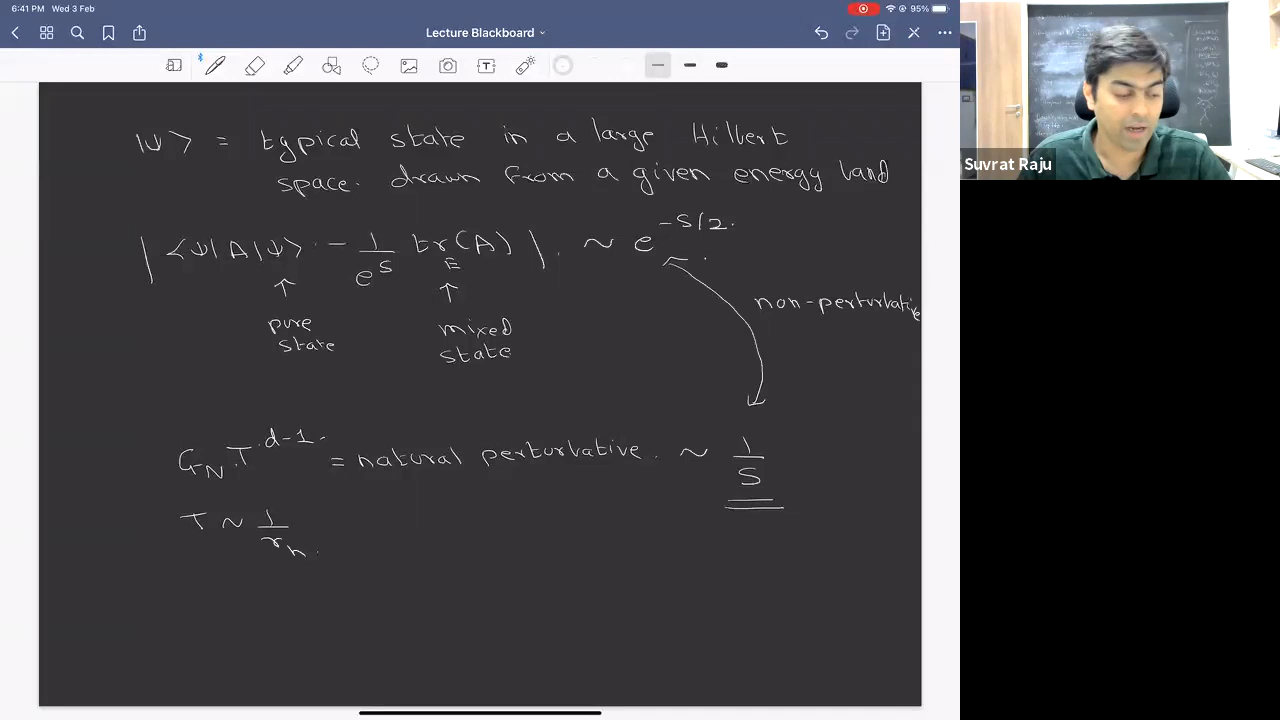 6:41 PM Wed 3 Feb
95%
Lecture Blackboard
Suvrat Raju
|ψ⟩ = typical state in a large Hilbert
space. drawn from a given energy band
| ⟨ψ|A|ψ⟩ - 1/e^S tr_E(A) | ~ e^{-S/2}
↑ ↑
pure state
mixed state
non-perturbative
G_N T^{d-1} = natural perturbative ~ 1/S
T ~ 1/r_h